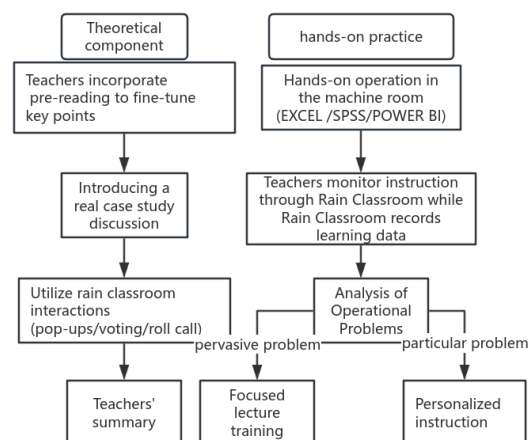 Theoretical
component
hands-on practice
Teachers incorporate
pre-reading to fine-tune
key points
Hands-on operation in
the machine room
(EXCEL /SPSS/POWER BI)
Introducing a
real case study
discussion
Teachers monitor instruction
through Rain Classroom while
Rain Classroom records
learning data
Utilize rain classroom
interactions
(pop-ups/voting/roll call)
Analysis of
Operational
Problems
pervasive problem
particular problem
Teachers'
summary
Focused
lecture
training
Personalized
instruction